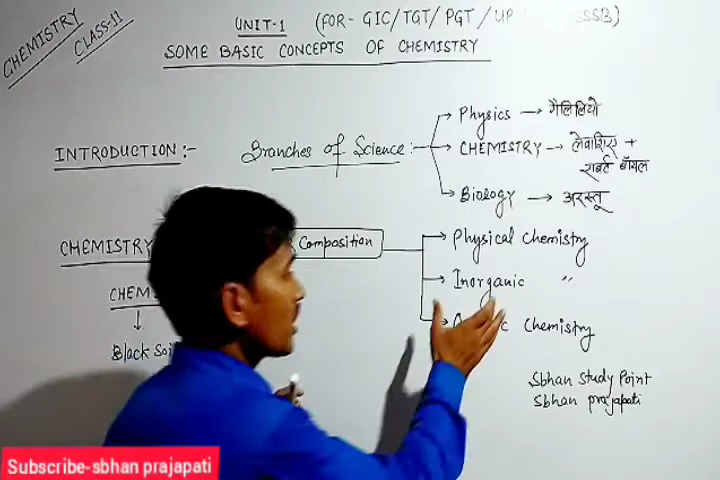 CHEMISTRY
CLASS-11
UNIT-1 (FOR- GIC/TGT/PGT/UP SSSB)
SOME BASIC CONCEPTS OF CHEMISTRY
INTRODUCTION :-
Branches of Science:-
Physics → गैलिलियो
CHEMISTRY → लेवाशिए +
राबर्ट बॉयल
Biology → अरस्तू
CHEMISTRY
Composition
Physical Chemistry
Inorganic "
Chemistry
CHEMI
↓
Black Soi
Sbhan Study Point
Sbhan prajapati
Subscribe-sbhan prajapati